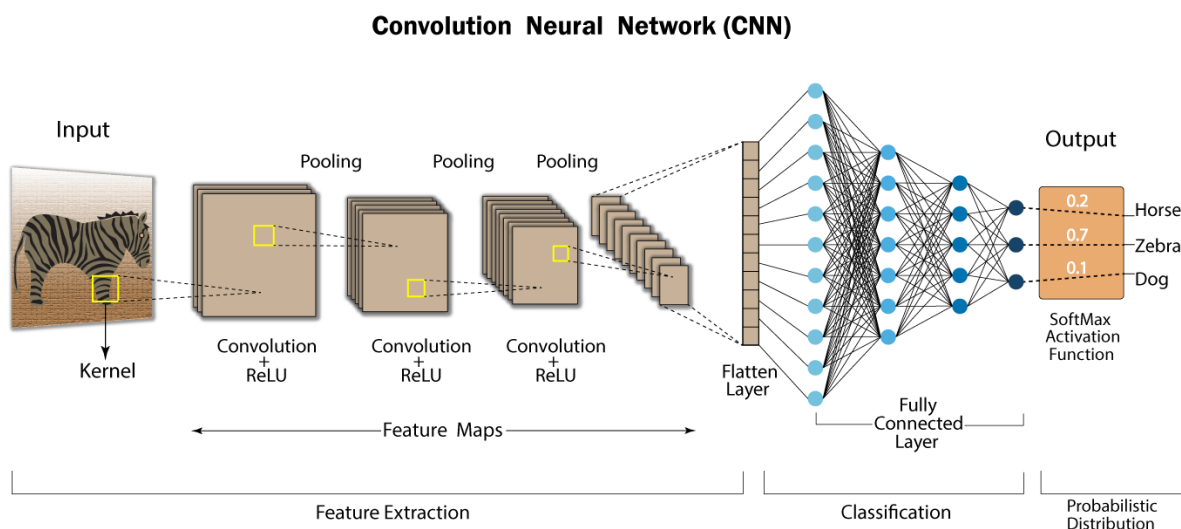 Convolution Neural Network (CNN)
Input
Output
Pooling
Pooling
Pooling
0.2
Horse
0.7
Zebra
0.1
Dog
Kernel
Convolution
+
ReLU
Convolution
+
ReLU
Convolution
+
ReLU
Flatten
Layer
SoftMax
Activation
Function
Feature Maps
Fully
Connected
Layer
Feature Extraction
Classification
Probabilistic
Distribution